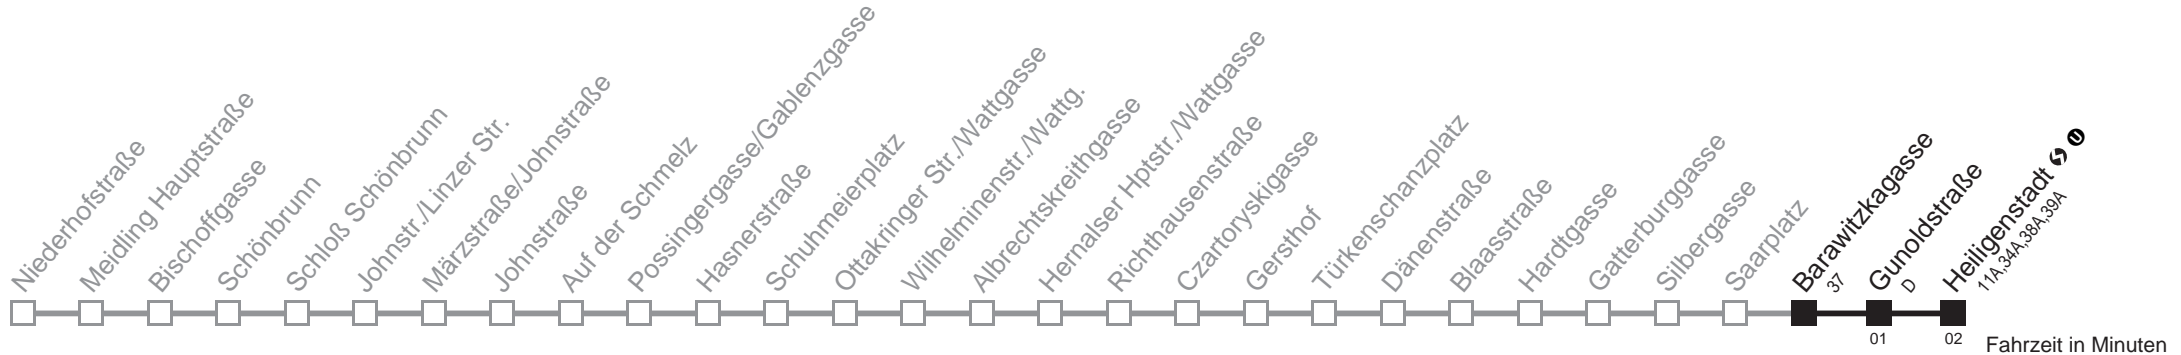 Niederhofstraße
Meidling Hauptstraße
Bischoffgasse
Schönbrunn
Schloß Schönbrunn
Johnstr./Linzer Str.
Märzstraße/Johnstraße
Johnstraße
Auf der Schmelz
Possingergasse/Gablenzgasse
Hasnerstraße
Schuhmeierplatz
Ottakringer Str./Wattgasse
Wilhelminenstr./Wattg.
Albrechtskreithgasse
Hernalser Hptstr./Wattgasse
Richthausenstraße
Czartoryskigasse
Gersthof
Türkenschanzplatz
Dänenstraße
Blaasstraße
Hardtgasse
Gatterburggasse
Silbergasse
Saarplatz
Barawitzkagasse
37
Gunoldstraße
D
Heiligenstadt S U
11A,34A,38A,39A
01
02
Fahrzeit in Minuten